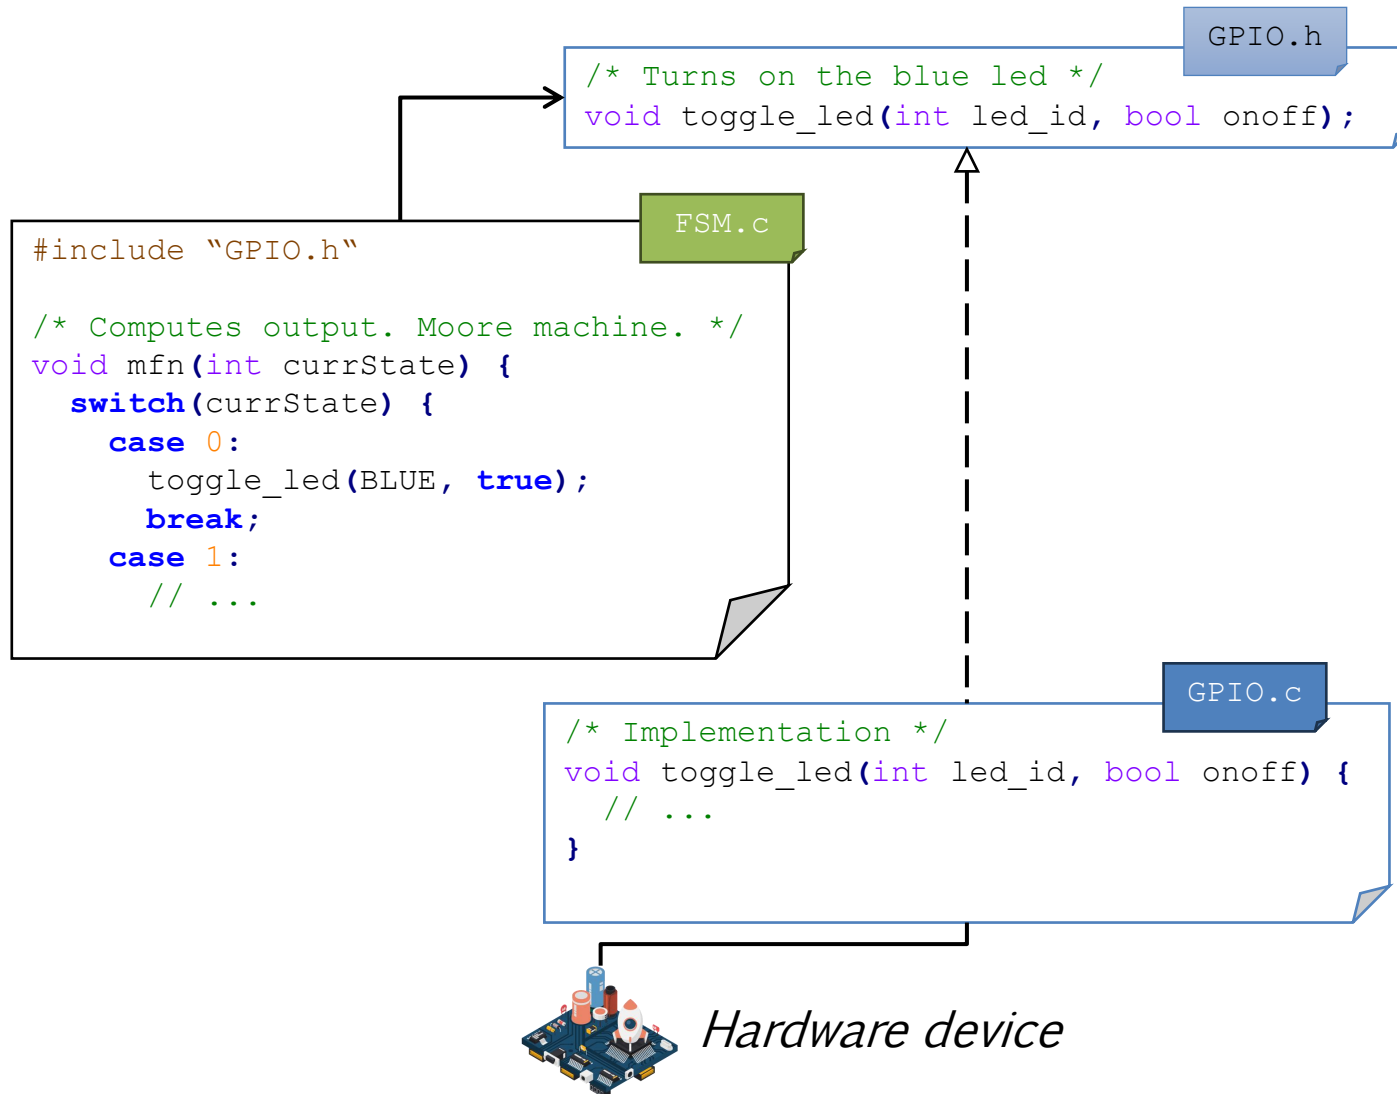 GPIO.h
/* Turns on the blue led */
void toggle_led(int led_id, bool onoff);
FSM.c
#include “GPIO.h“
/* Computes output. Moore machine. */
void mfn(int currState) {
switch(currState) {
case 0:
toggle_led(BLUE, true);
break;
case 1:
// ...
GPIO.c
/* Implementation */
void toggle_led(int led_id, bool onoff) {
// ...
}
Hardware device